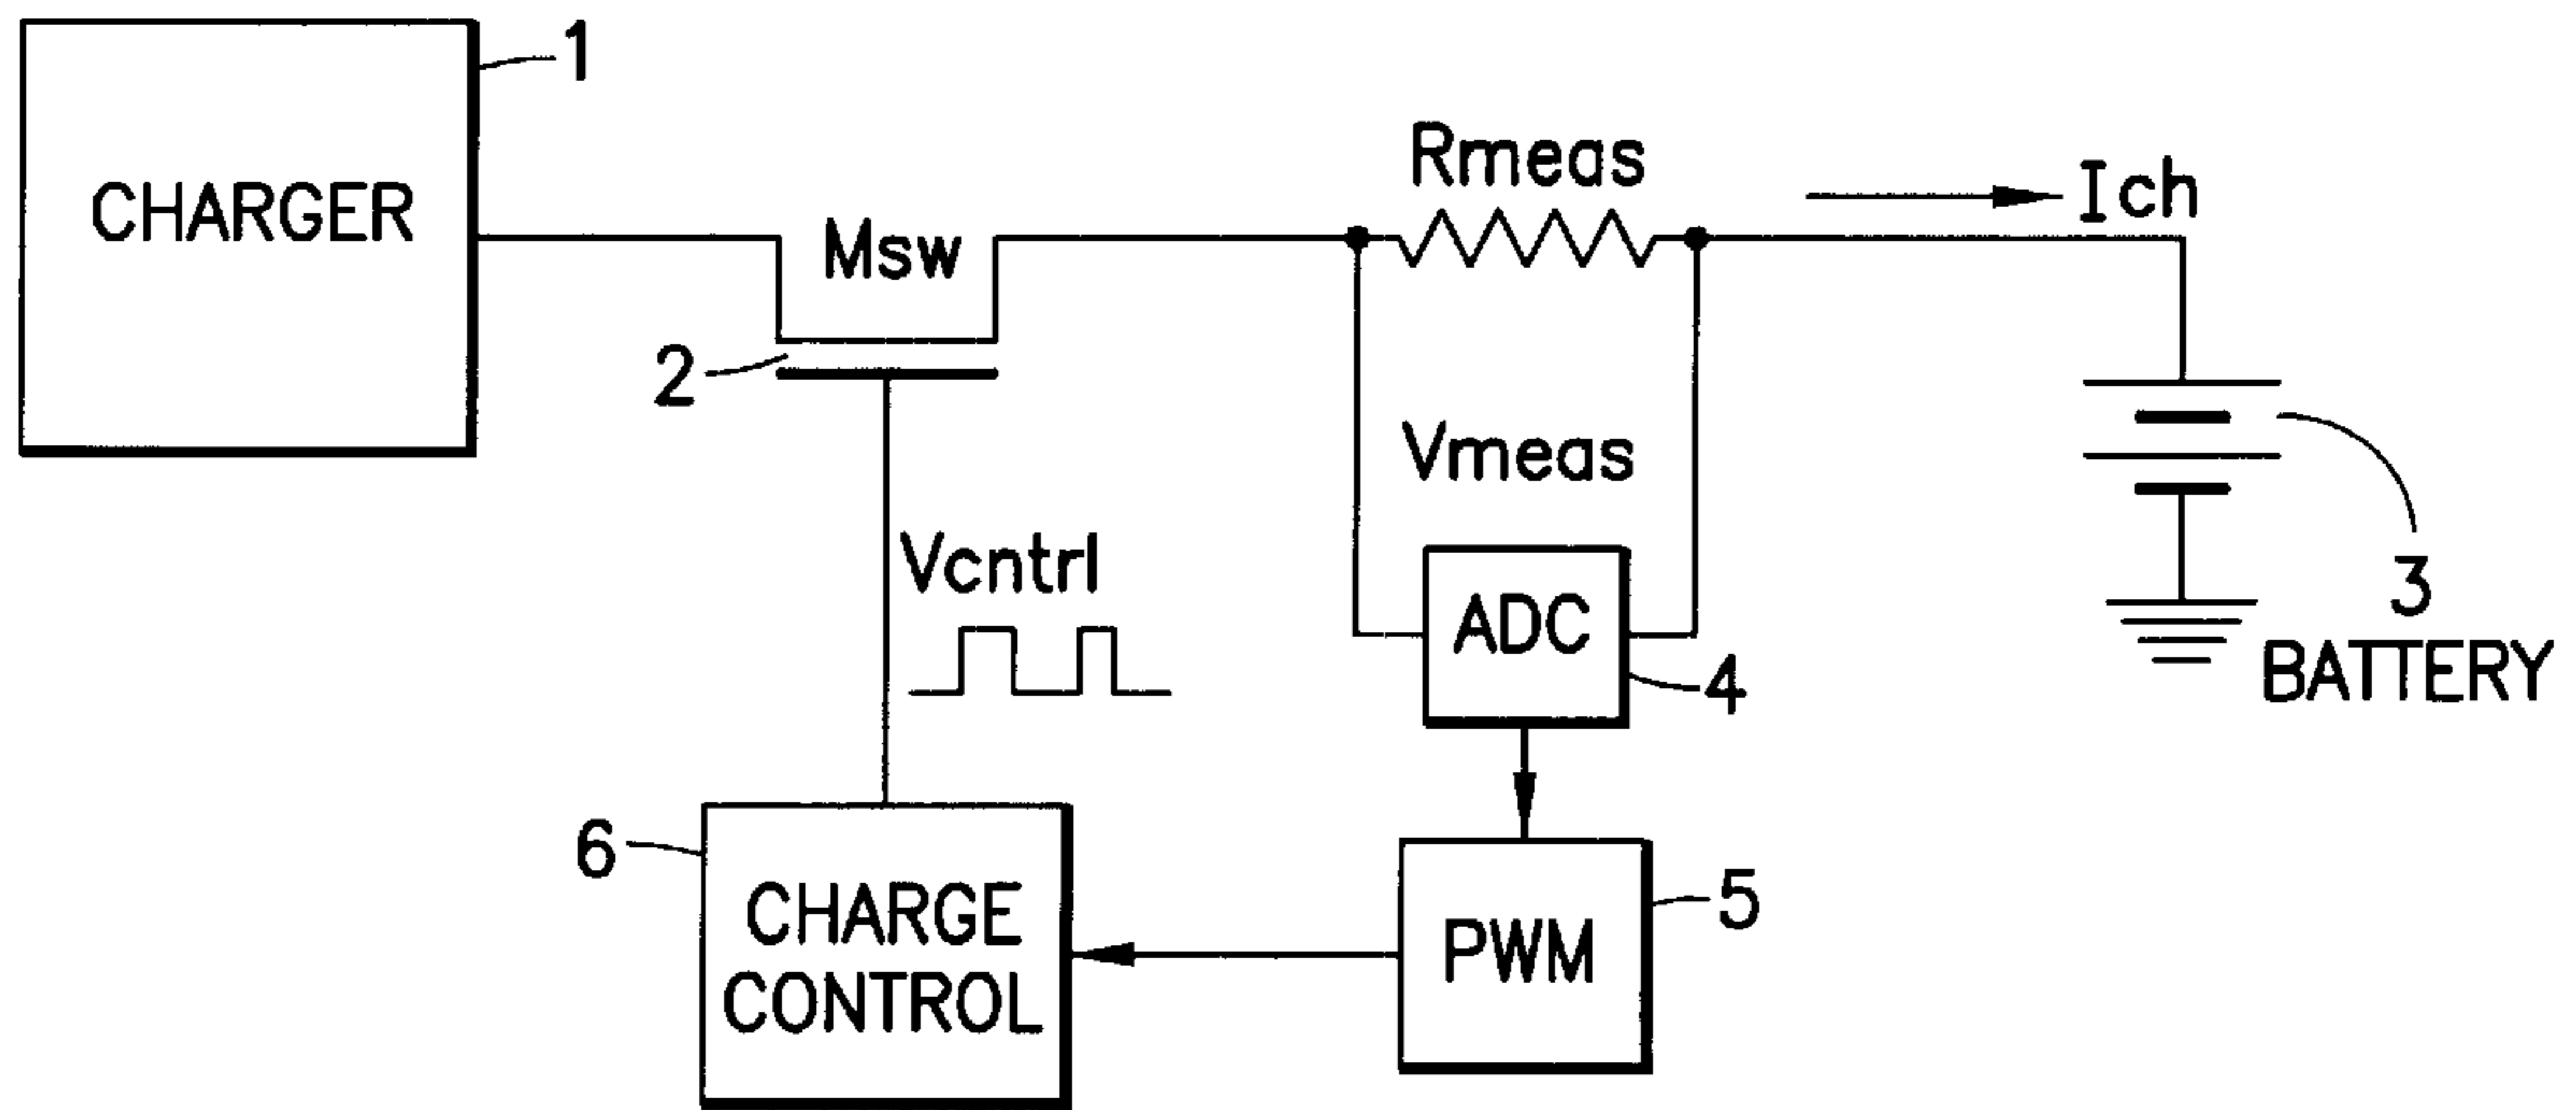 1
CHARGER
Msw
Rmeas
Ich
2
Vmeas
Vcntrl
ADC
4
3
BATTERY
6
CHARGE
CONTROL
PWM
5